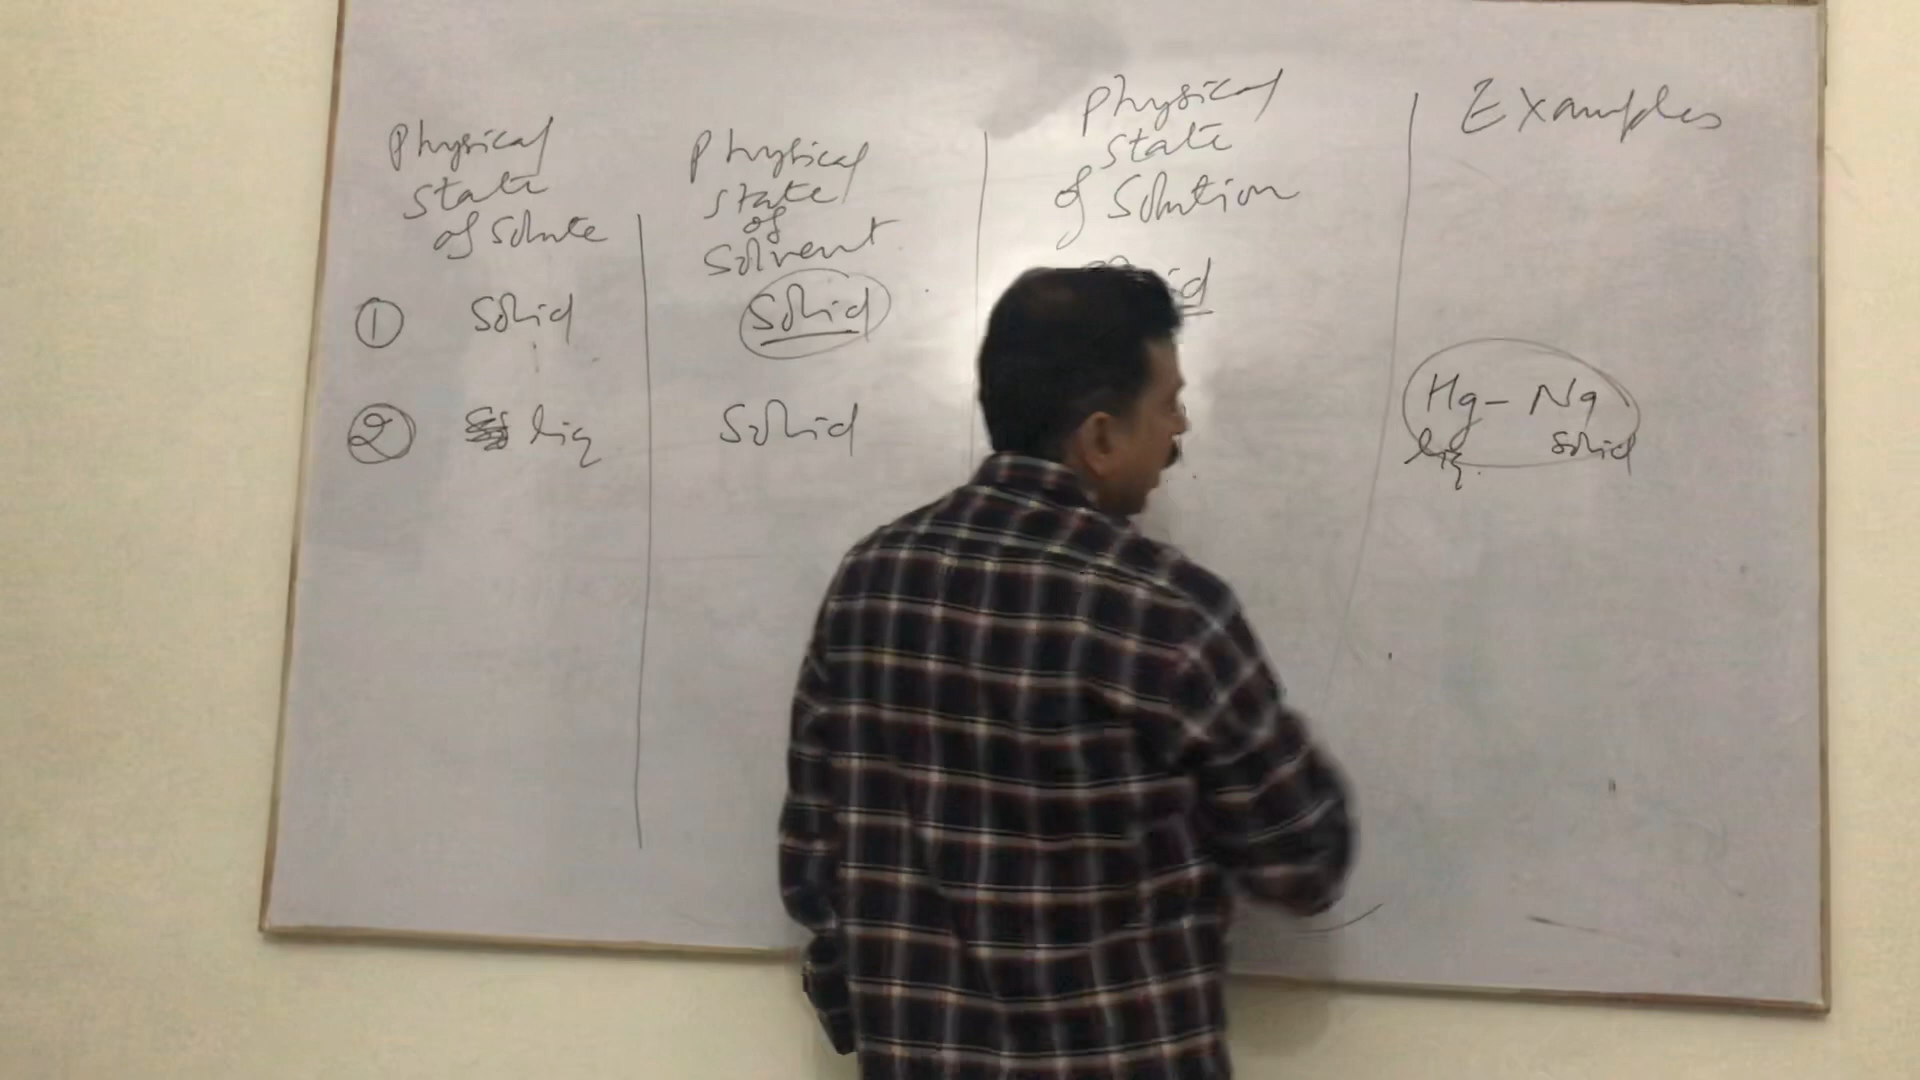 Physical
state
of Solute
Physical
state
of
Solvent
Physical
state
of Solution
Examples
① Solid
Solid
② liq
Solid
Hg - Na
liq. solid